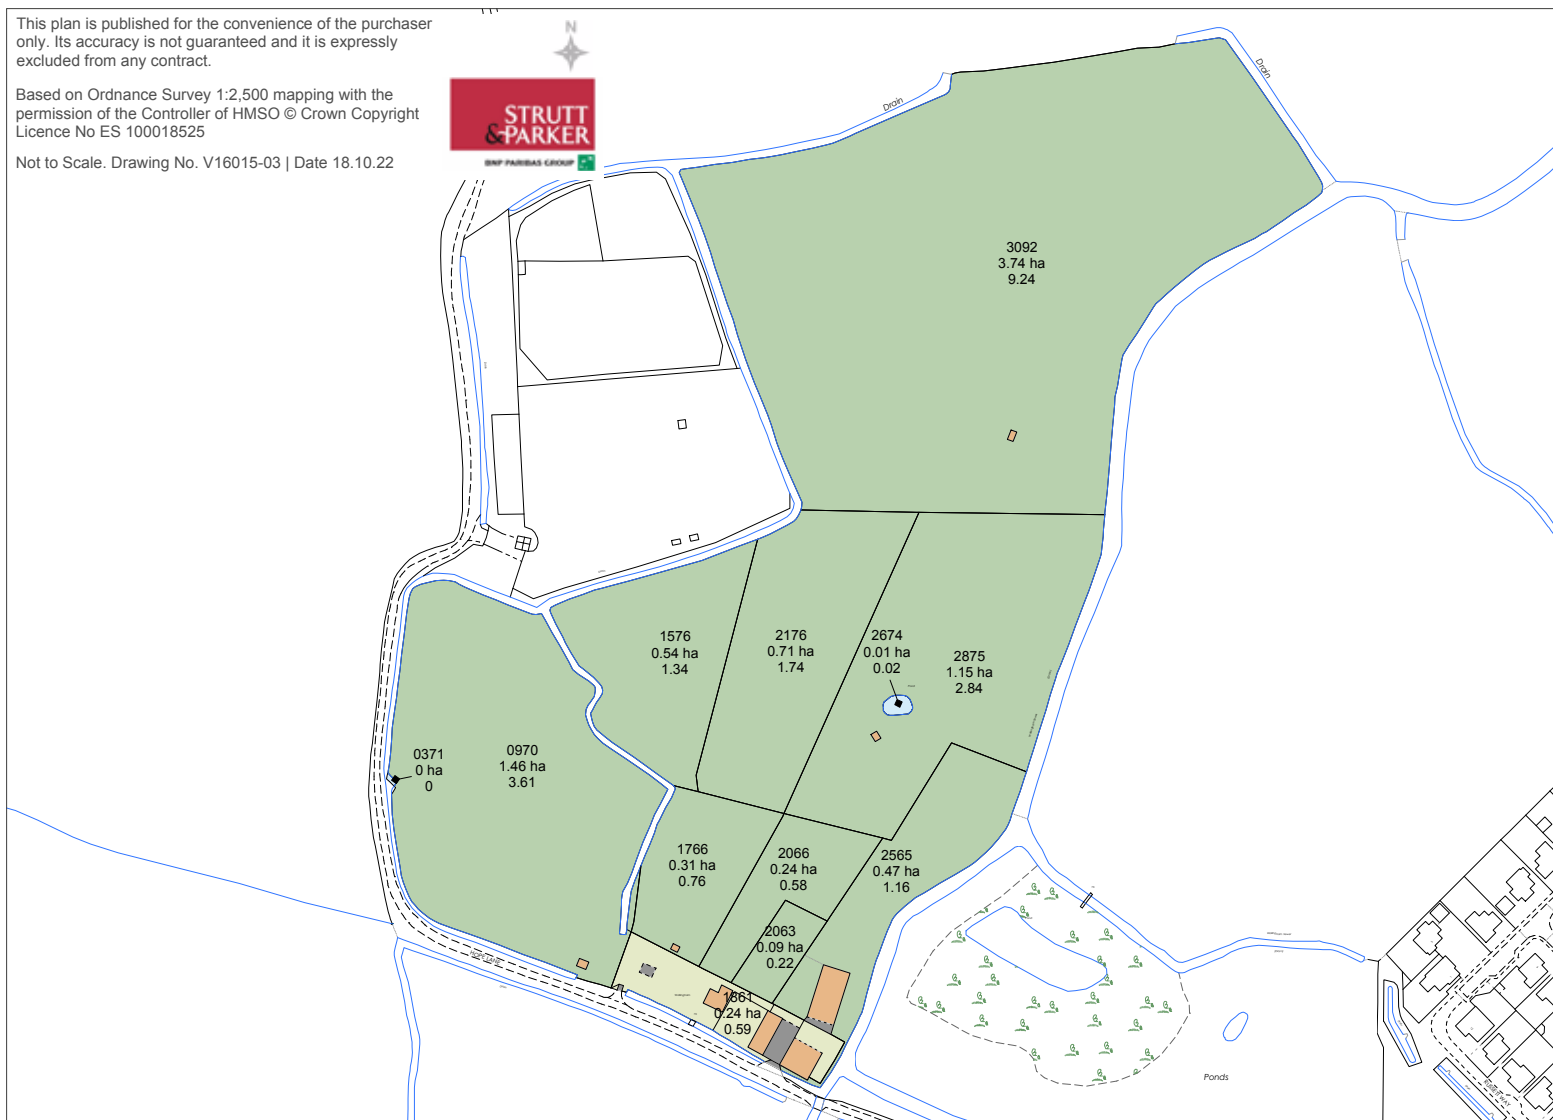 This plan is published for the convenience of the purchaser
only. Its accuracy is not guaranteed and it is expressly
excluded from any contract.
Based on Ordnance Survey 1:2,500 mapping with the
permission of the Controller of HMSO © Crown Copyright
Licence No ES 100018525
Not to Scale. Drawing No. V16015-03 | Date 18.10.22
N
STRUTT
&PARKER
BNP PARIBAS GROUP
Drain
Drain
3092
3.74 ha
9.24
1576
0.54 ha
1.34
2176
0.71 ha
1.74
2674
0.01 ha
0.02
2875
1.15 ha
2.84
0371
0 ha
0
0970
1.46 ha
3.61
1766
0.31 ha
0.76
2066
0.24 ha
0.58
2565
0.47 ha
1.16
2063
0.09 ha
0.22
1861
0.24 ha
0.59
HOPE LANE
Ponds